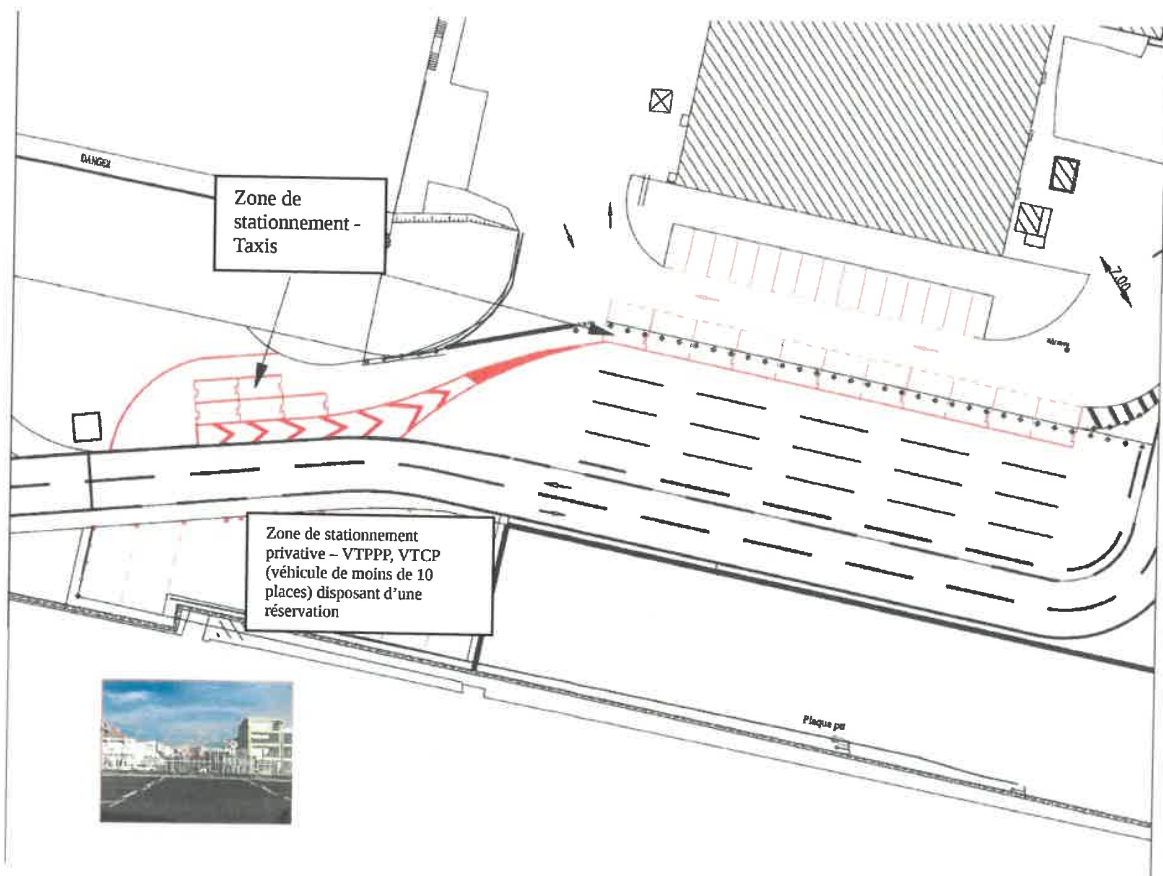 DANGER
Zone de
stationnement -
Taxis
7.00
Zone de stationnement
privative – VTPPP, VTCP
(véhicule de moins de 10
places) disposant d'une
réservation
Plaque ptt